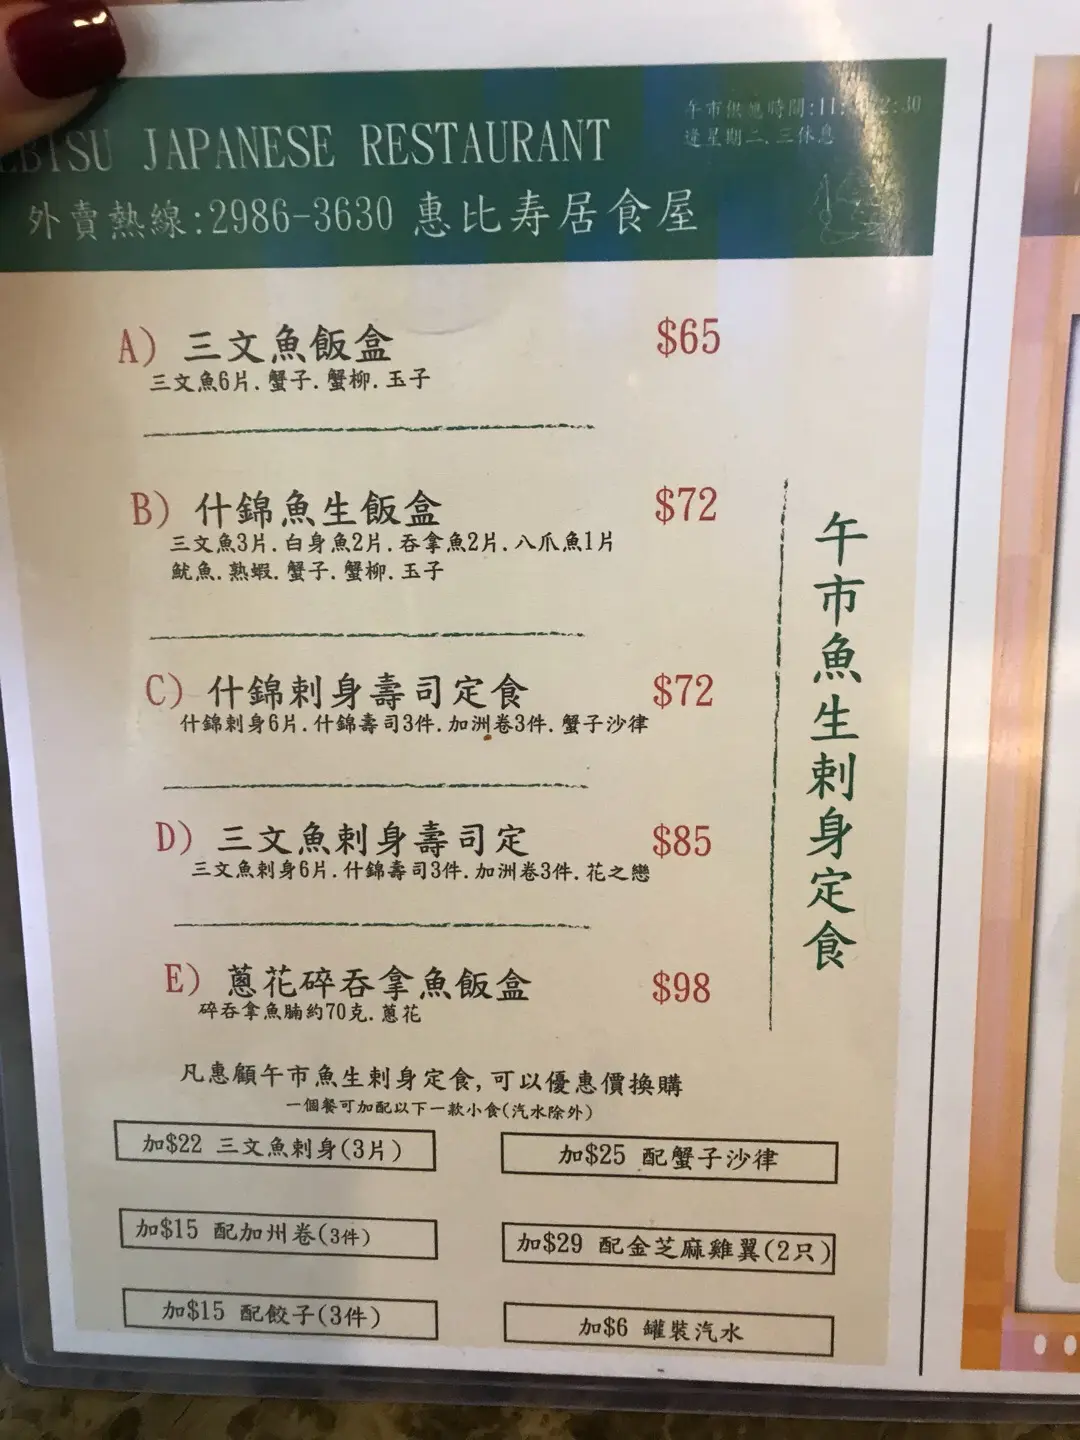 JAPANESE RESTAURANT
午市供應時間:11: 2:30
逢星期二.三休息
外賣熱線:2986-3630 惠比寿居食屋
A) 三文魚飯盒 $65
三文魚6片.蟹子.蟹柳.玉子
B) 什錦魚生飯盒 $72
三文魚3片.白身魚2片.吞拿魚2片.八爪魚1片
魷魚.熟蝦.蟹子.蟹柳.玉子
C) 什錦刺身壽司定食 $72
什錦刺身6片.什錦壽司3件.加洲卷3件.蟹子沙律
D) 三文魚刺身壽司定 $85
三文魚刺身6片.什錦壽司3件.加洲卷3件.花之戀
E) 蔥花碎吞拿魚飯盒 $98
碎吞拿魚腩約70克.蔥花
午市魚生刺身定食
凡惠顧午市魚生刺身定食,可以優惠價換購
一個餐可加配以下一款小食(汽水除外)
加$22 三文魚刺身(3片)
加$25 配蟹子沙律
加$15 配加州卷(3件)
加$29 配金芝麻雞翼(2只)
加$15 配餃子(3件)
加$6 罐裝汽水